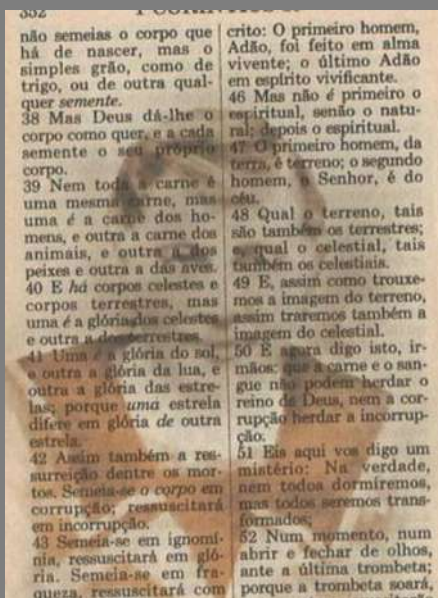 352
não semeias o corpo que
há de nascer, mas o
simples grão, como de
trigo, ou de outra qual-
quer semente.
38 Mas Deus dá-lhe o
corpo como quer, e a cada
semente o seu próprio
corpo.
39 Nem toda a carne é
uma mesma carne, mas
uma é a carne dos ho-
mens, e outra a carne dos
animais, e outra a dos
peixes e outra a das aves.
40 E há corpos celestes e
corpos terrestres, mas
uma é a glória dos celestes
e outra a dos terrestres.
41 Uma é a glória do sol,
e outra a glória da lua, e
outra a glória das estre-
las; porque uma estrela
difere em glória de outra
estrela.
42 Assim também a res-
surreição dentre os mor-
tos. Semeia-se o corpo em
corrupção; ressuscitará
em incorrupção.
43 Semeia-se em ignomí-
nia, ressuscitará em gló-
ria. Semeia-se em fra-
queza, ressuscitará com
crito: O primeiro homem,
Adão, foi feito em alma
vivente; o último Adão
em espírito vivificante.
46 Mas não é primeiro o
espiritual, senão o natu-
ral; depois o espiritual.
47 O primeiro homem, da
terra, é terreno; o segundo
homem, o Senhor, é do
céu.
48 Qual o terreno, tais
são também os terrestres;
e, qual o celestial, tais
também os celestiais.
49 E, assim como trouxe-
mos a imagem do terreno,
assim traremos também a
imagem do celestial.
50 E agora digo isto, ir-
mãos: que a carne e o san-
gue não podem herdar o
reino de Deus, nem a cor-
rupção herdar a incorrup-
ção.
51 Eis aqui vos digo um
mistério: Na verdade,
nem todos dormiremos,
mas todos seremos trans-
formados;
52 Num momento, num
abrir e fechar de olhos,
ante a última trombeta;
porque a trombeta soará,